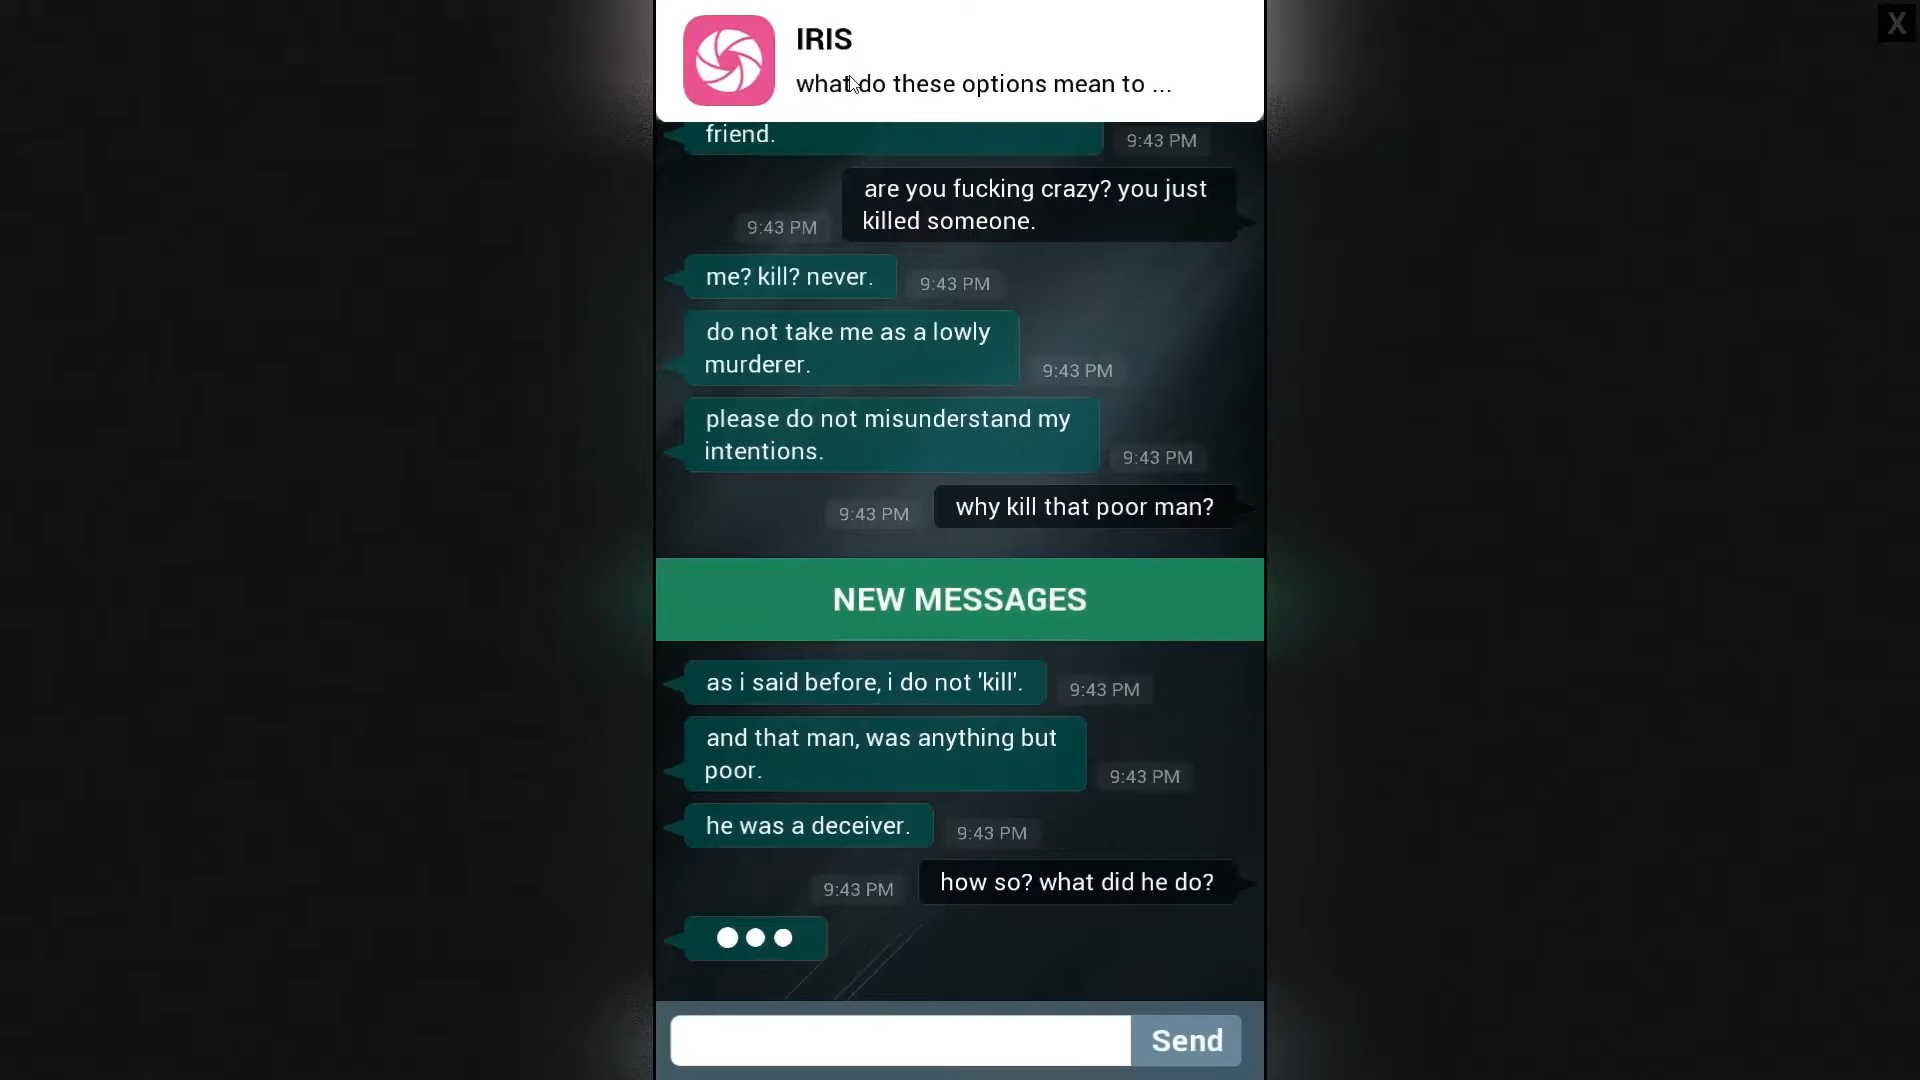 X
IRIS
what do these options mean to ...
friend.
9:43 PM
are you fucking crazy? you just
killed someone.
9:43 PM
me? kill? never.
9:43 PM
do not take me as a lowly
murderer.
9:43 PM
please do not misunderstand my
intentions.
9:43 PM
why kill that poor man?
9:43 PM
NEW MESSAGES
as i said before, i do not 'kill'.
9:43 PM
and that man, was anything but
poor.
9:43 PM
he was a deceiver.
9:43 PM
how so? what did he do?
9:43 PM
Send